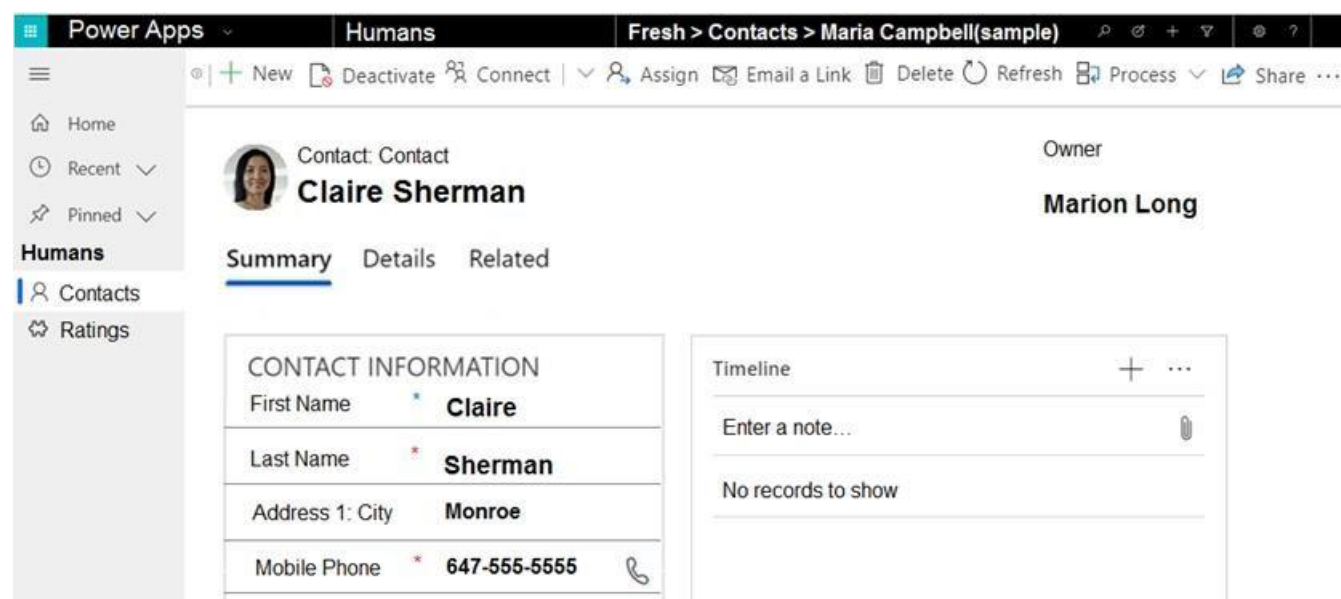 Power Apps Humans Fresh > Contacts > Maria Campbell(sample)
New Deactivate Connect Assign Email a Link Delete Refresh Process Share ...
Home
Recent
Pinned
Humans
Contacts
Ratings
Contact: Contact
Claire Sherman
Owner
Marion Long
Summary Details Related
CONTACT INFORMATION
First Name * Claire
Last Name * Sherman
Address 1: City Monroe
Mobile Phone * 647-555-5555
Timeline + ...
Enter a note...
No records to show